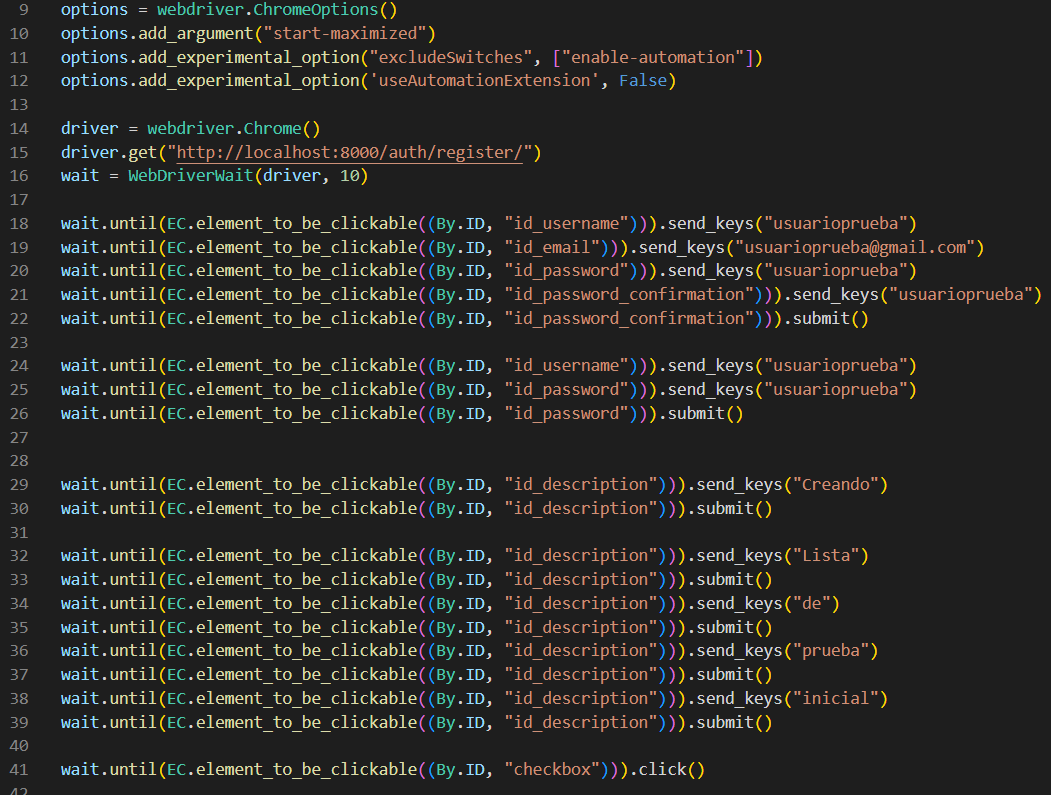 9 options = webdriver.ChromeOptions()
10 options.add_argument("start-maximized")
11 options.add_experimental_option("excludeSwitches", ["enable-automation"])
12 options.add_experimental_option('useAutomationExtension', False)
13
14 driver = webdriver.Chrome()
15 driver.get("http://localhost:8000/auth/register/")
16 wait = WebDriverWait(driver, 10)
17
18 wait.until(EC.element_to_be_clickable((By.ID, "id_username"))).send_keys("usuarioprueba")
19 wait.until(EC.element_to_be_clickable((By.ID, "id_email"))).send_keys("usuarioprueba@gmail.com")
20 wait.until(EC.element_to_be_clickable((By.ID, "id_password"))).send_keys("usuarioprueba")
21 wait.until(EC.element_to_be_clickable((By.ID, "id_password_confirmation"))).send_keys("usuarioprueba")
22 wait.until(EC.element_to_be_clickable((By.ID, "id_password_confirmation"))).submit()
23
24 wait.until(EC.element_to_be_clickable((By.ID, "id_username"))).send_keys("usuarioprueba")
25 wait.until(EC.element_to_be_clickable((By.ID, "id_password"))).send_keys("usuarioprueba")
26 wait.until(EC.element_to_be_clickable((By.ID, "id_password"))).submit()
27
28
29 wait.until(EC.element_to_be_clickable((By.ID, "id_description"))).send_keys("Creando")
30 wait.until(EC.element_to_be_clickable((By.ID, "id_description"))).submit()
31
32 wait.until(EC.element_to_be_clickable((By.ID, "id_description"))).send_keys("Lista")
33 wait.until(EC.element_to_be_clickable((By.ID, "id_description"))).submit()
34 wait.until(EC.element_to_be_clickable((By.ID, "id_description"))).send_keys("de")
35 wait.until(EC.element_to_be_clickable((By.ID, "id_description"))).submit()
36 wait.until(EC.element_to_be_clickable((By.ID, "id_description"))).send_keys("prueba")
37 wait.until(EC.element_to_be_clickable((By.ID, "id_description"))).submit()
38 wait.until(EC.element_to_be_clickable((By.ID, "id_description"))).send_keys("inicial")
39 wait.until(EC.element_to_be_clickable((By.ID, "id_description"))).submit()
40
41 wait.until(EC.element_to_be_clickable((By.ID, "checkbox"))).click()
42